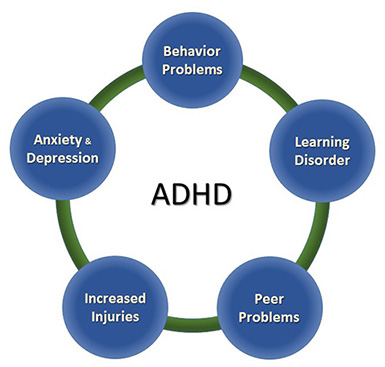 Behavior
Problems
Anxiety &
Depression
Learning
Disorder
ADHD
Increased
Injuries
Peer
Problems